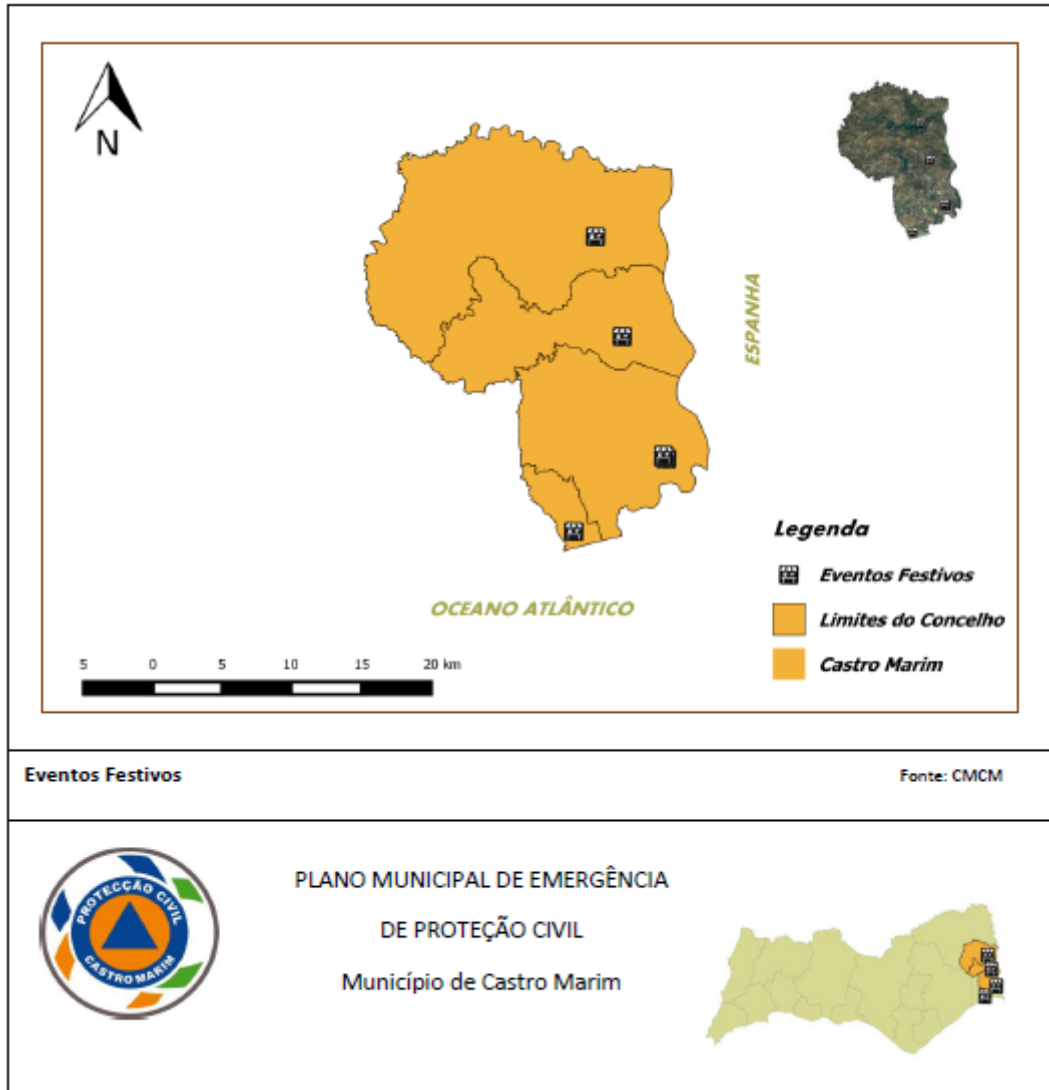 N
ESPANHA
OCEANO ATLÂNTICO
Legenda
Eventos Festivos
Limites do Concelho
Castro Marim
5 0 5 10 15 20 km
Eventos Festivos
Fonte: CMCM
PROTECÇÃO CIVIL
CASTRO MARIM
PLANO MUNICIPAL DE EMERGÊNCIA
DE PROTEÇÃO CIVIL
Município de Castro Marim